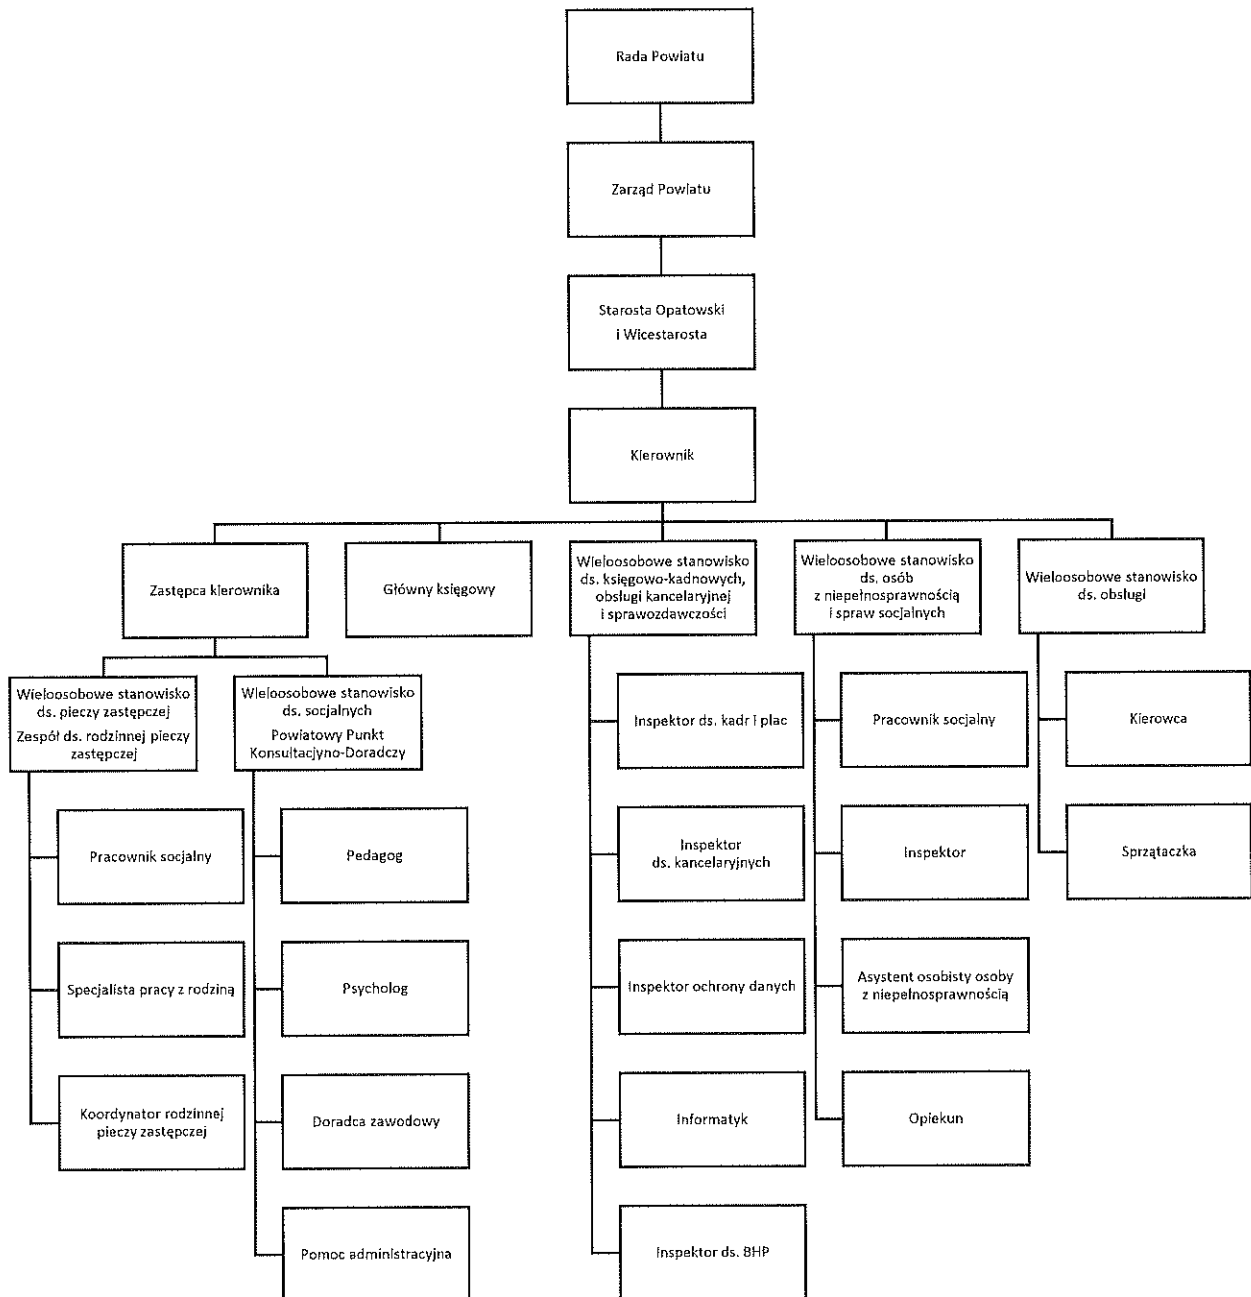 Rada Powiatu
Zarząd Powiatu
Starosta Opatowski
i Wicestarosta
Kierownik
Zastępca kierownika
Główny księgowy
Wieloosobowe stanowisko
ds. księgowo-kadrowych,
obsługi kancelaryjnej
i sprawozdawczości
Wieloosobowe stanowisko
ds. osób
z niepełnosprawnością
i spraw socjalnych
Wieloosobowe stanowisko
ds. obsługi
Wieloosobowe stanowisko
ds. pieczy zastępczej
Zespół ds. rodzinnej pieczy
zastępczej
Wieloosobowe stanowisko
ds. socjalnych
Powiatowy Punkt
Konsultacyjno-Doradczy
Pracownik socjalny
Specjalista pracy z rodziną
Koordynator rodzinnej
pieczy zastępczej
Pedagog
Psycholog
Doradca zawodowy
Pomoc administracyjna
Inspektor ds. kadr i płac
Inspektor
ds. kancelaryjnych
Inspektor ochrony danych
Informatyk
Inspektor ds. BHP
Pracownik socjalny
Inspektor
Asystent osobisty osoby
z niepełnosprawnością
Opiekun
Kierowca
Sprzątaczka